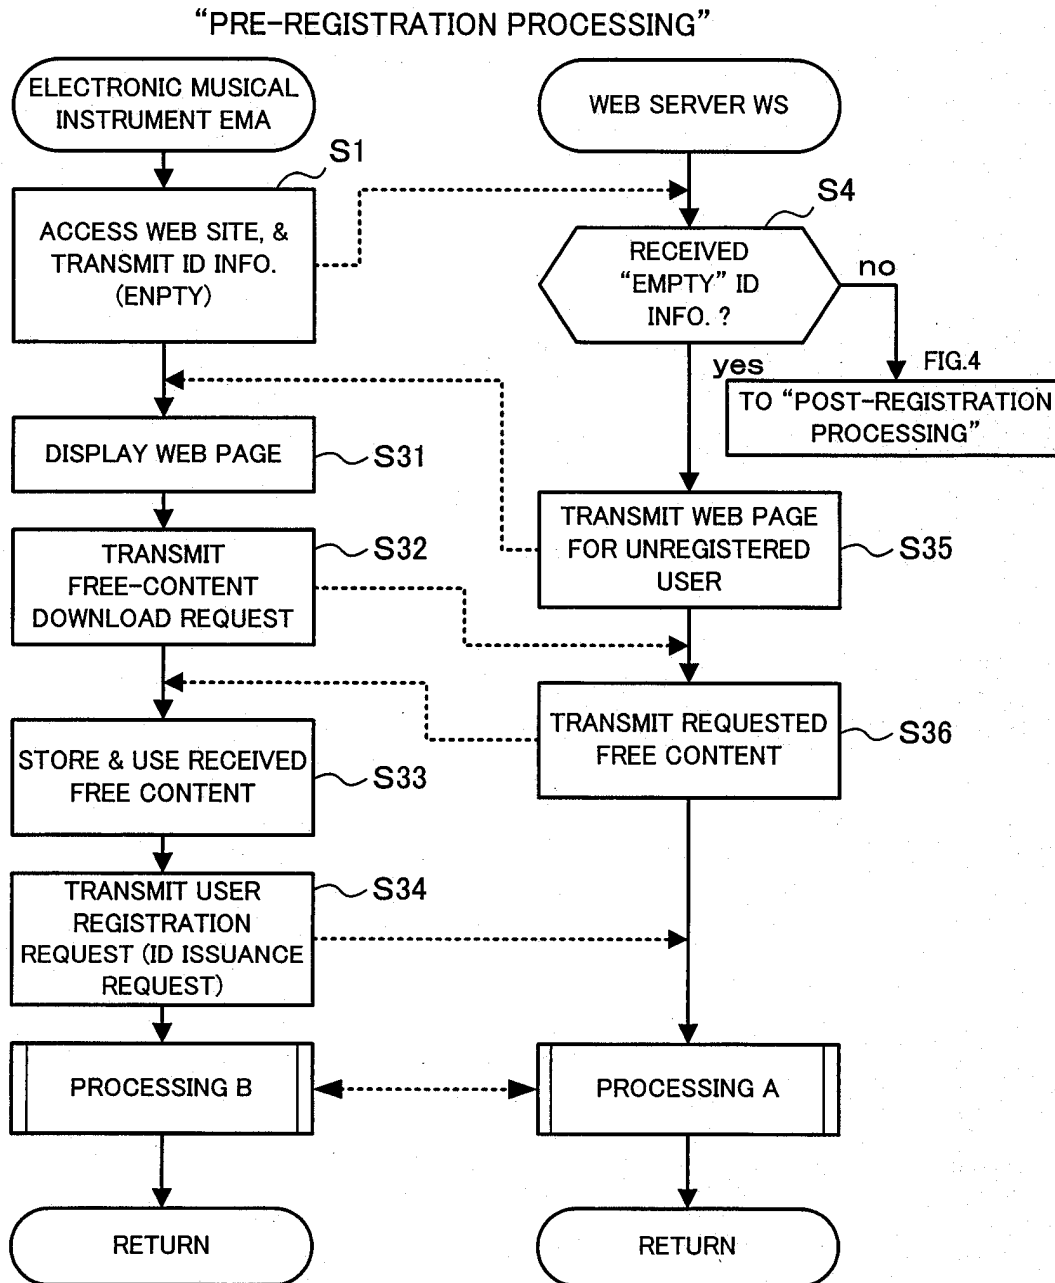 “PRE-REGISTRATION PROCESSING”
ELECTRONIC MUSICAL
INSTRUMENT EMA
S1
ACCESS WEB SITE, &
TRANSMIT ID INFO.
(ENPTY)
DISPLAY WEB PAGE
S31
TRANSMIT
FREE-CONTENT
DOWNLOAD REQUEST
S32
STORE & USE RECEIVED
FREE CONTENT
S33
TRANSMIT USER
REGISTRATION
REQUEST (ID ISSUANCE
REQUEST)
S34
PROCESSING B
RETURN
WEB SERVER WS
S4
RECEIVED
“EMPTY” ID
INFO. ?
no
yes
FIG.4
TO “POST-REGISTRATION
PROCESSING”
TRANSMIT WEB PAGE
FOR UNREGISTERED
USER
S35
TRANSMIT REQUESTED
FREE CONTENT
S36
PROCESSING A
RETURN